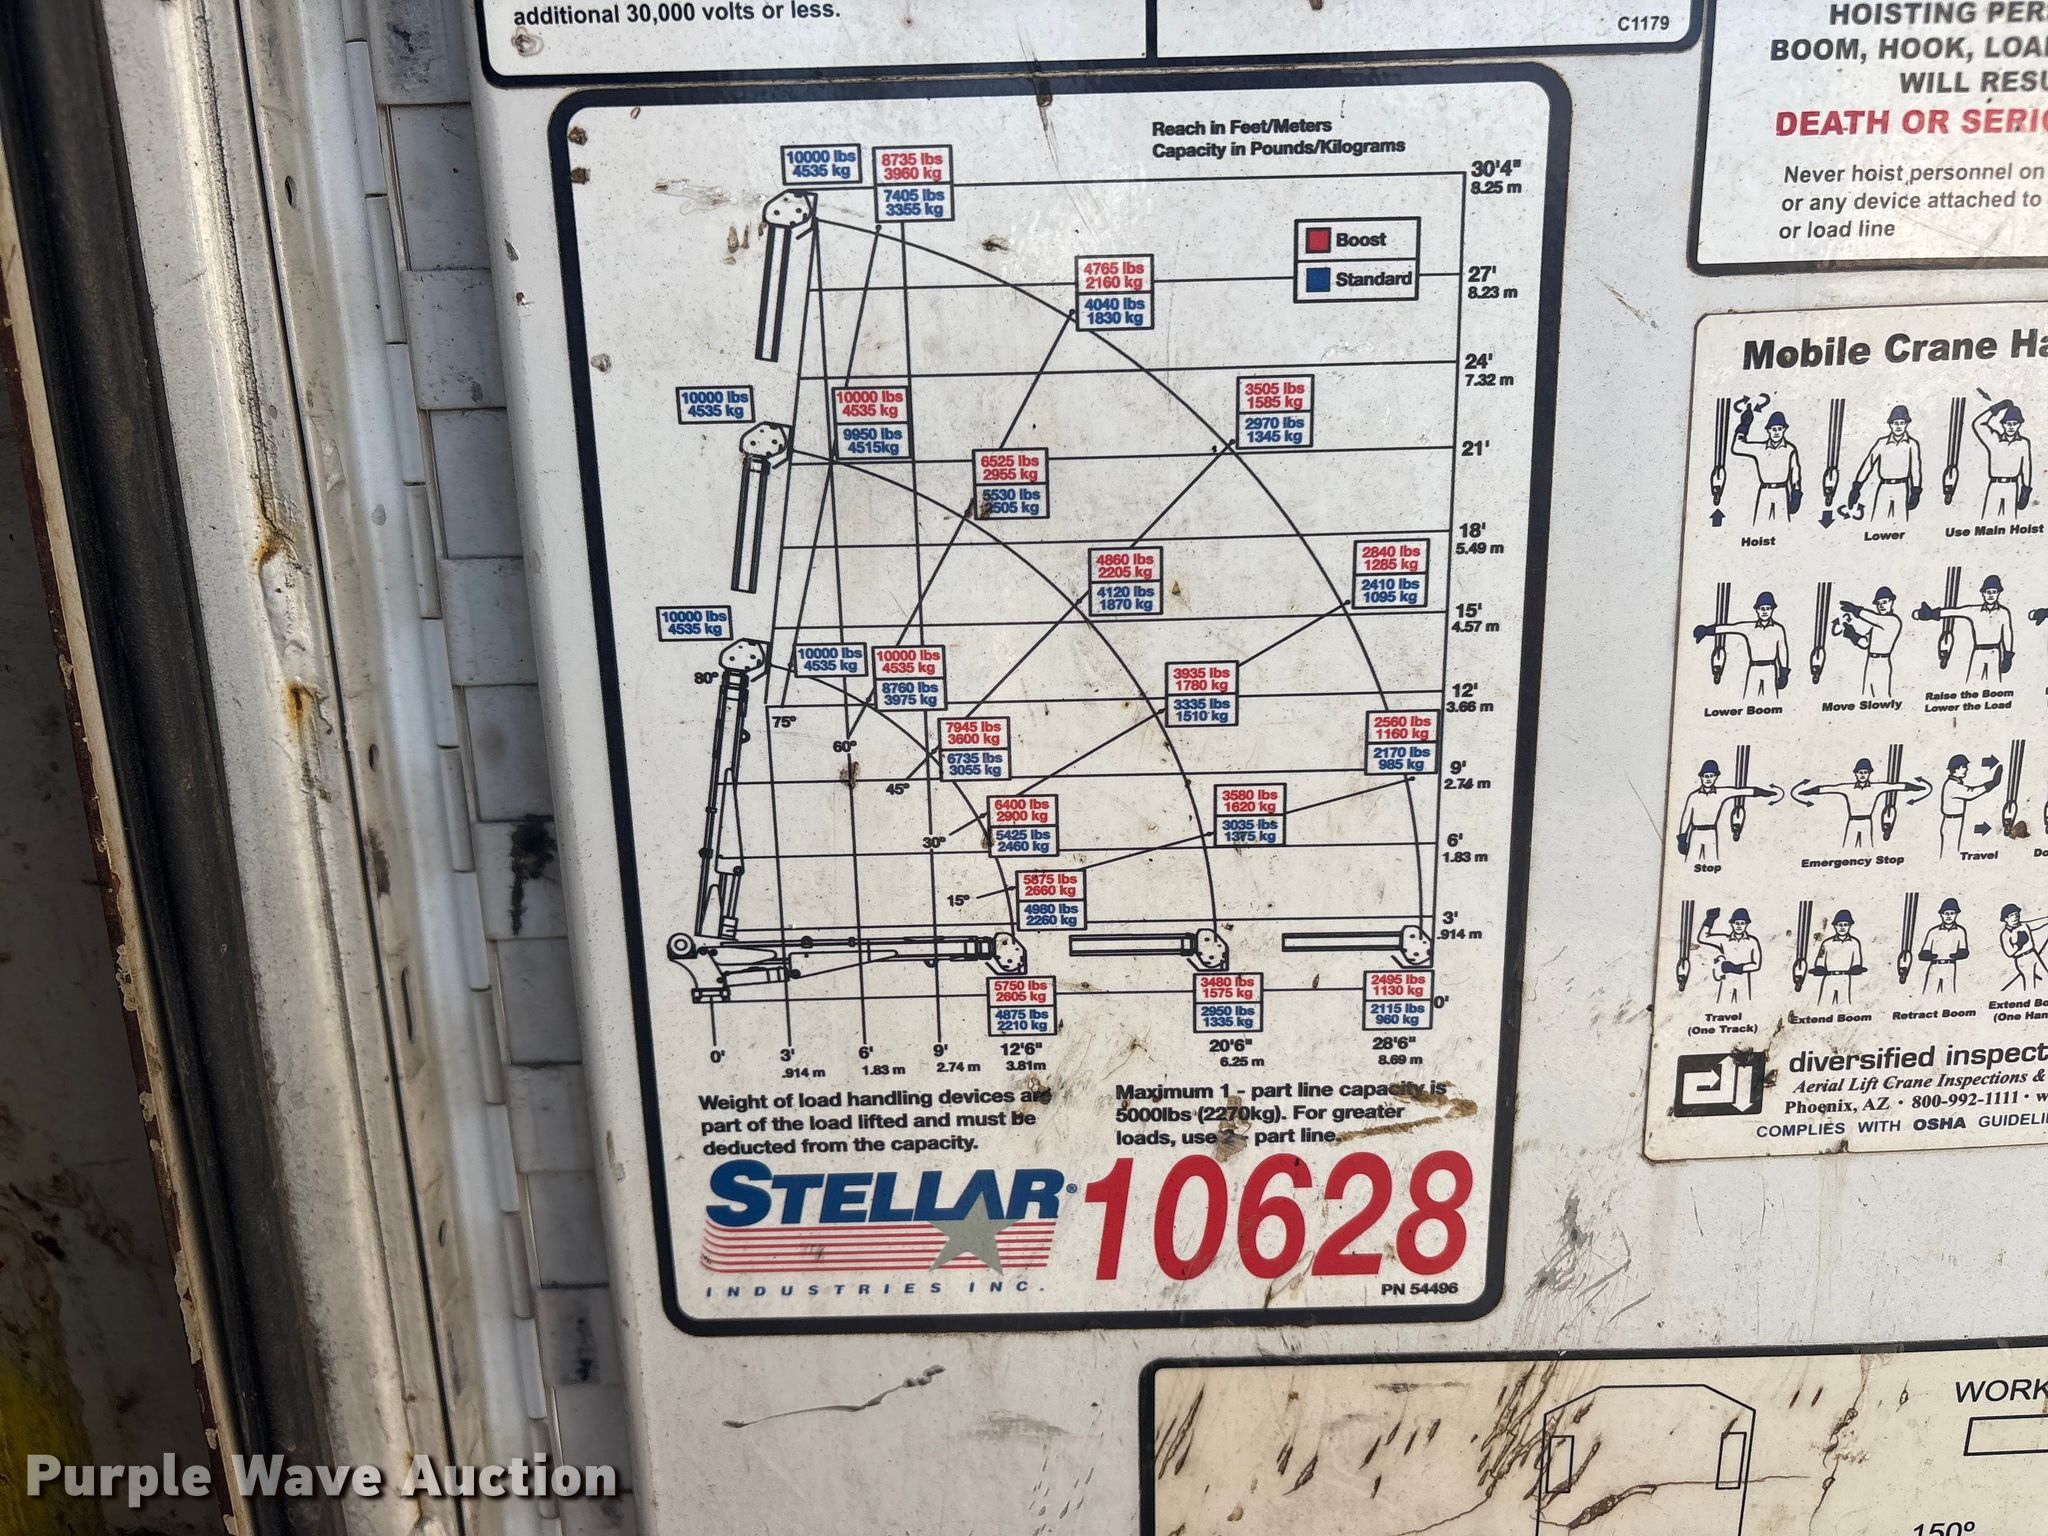 additional 30,000 volts or less.
C1179
HOISTING
BOOM, HOOK,
WILL
DEATH OR
Never hoist personnel on
or any device attached to
or load line
Reach in Feet/Meters
Capacity in Pounds/Kilograms
10000 lbs
4535 kg
8735 lbs
3960 kg
7405 lbs
3355 kg
30'4"
8.25 m
Boost
Standard
4765 lbs
2160 kg
4040 lbs
1830 kg
27'
8.23 m
24'
7.32 m
10000 lbs
4535 kg
10000 lbs
4535 kg
9950 lbs
4515kg
3505 lbs
1585 kg
2970 lbs
1345 kg
21'
6525 lbs
2955 kg
5530 lbs
2505 kg
18'
5.49 m
4860 lbs
2205 kg
4120 lbs
1870 kg
2840 lbs
1285 kg
2410 lbs
1095 kg
15'
4.57 m
10000 lbs
4535 kg
80°
10000 lbs
4535 kg
10000 lbs
4535 kg
8760 lbs
3975 kg
3935 lbs
1780 kg
3335 lbs
1510 kg
12'
3.66 m
75°
60°
7945 lbs
3600 kg
6735 lbs
3055 kg
2560 lbs
1160 kg
2170 lbs
985 kg
9'
2.74 m
45°
6400 lbs
2900 kg
5425 lbs
2460 kg
3580 lbs
1620 kg
3035 lbs
1375 kg
30°
6'
1.83 m
15°
5875 lbs
2660 kg
4980 lbs
2260 kg
3'
.914 m
5750 lbs
2605 kg
4875 lbs
2210 kg
3480 lbs
1575 kg
2950 lbs
1335 kg
2495 lbs
1130 kg
2115 lbs
960 kg
0'
0'
3'
.914 m
6'
1.83 m
9'
2.74 m
12'6"
3.81m
20'6"
6.25 m
28'6"
8.69 m
Weight of load handling devices are
part of the load lifted and must be
deducted from the capacity.
Maximum 1 - part line capacity is
5000lbs (2270kg). For greater
loads, use 2 - part line.
STELLAR®
INDUSTRIES INC.
10628
PN 54496
Mobile Crane
Hoist
Lower
Use Main Hoist
Lower Boom
Move Slowly
Raise the Boom
Lower the Load
Stop
Emergency Stop
Travel
Travel
(One Track)
Extend Boom
Retract Boom
Extend
(One
diversified
Aerial Lift Crane Inspections &
Phoenix, AZ • 800-992-1111 •
COMPLIES WITH OSHA
WORK
150°
Purple Wave Auction